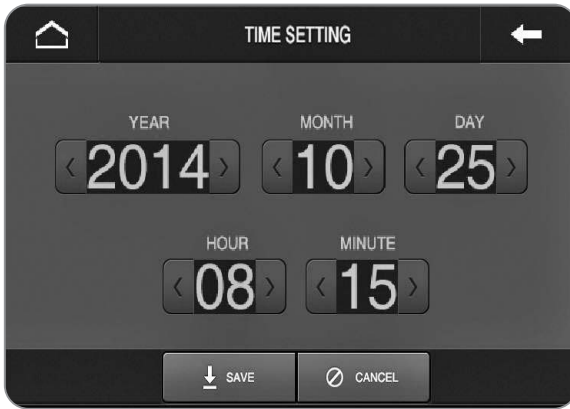 TIME SETTING
YEAR MONTH DAY
2014 10 25
HOUR MINUTE
08 15
SAVE CANCEL